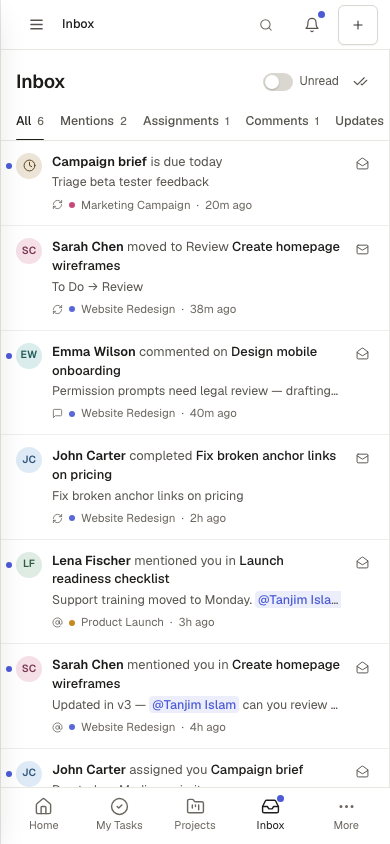 Inbox
Inbox
Unread
All 6 Mentions 2 Assignments 1 Comments 1 Updates
Campaign brief is due today
Triage beta tester feedback
Marketing Campaign · 20m ago
SC
Sarah Chen moved to Review Create homepage
wireframes
To Do → Review
Website Redesign · 38m ago
EW
Emma Wilson commented on Design mobile
onboarding
Permission prompts need legal review — drafting…
Website Redesign · 40m ago
JC
John Carter completed Fix broken anchor links
on pricing
Fix broken anchor links on pricing
Website Redesign · 2h ago
LF
Lena Fischer mentioned you in Launch
readiness checklist
Support training moved to Monday. @Tanjim Isla…
Product Launch · 3h ago
SC
Sarah Chen mentioned you in Create homepage
wireframes
Updated in v3 — @Tanjim Islam can you review …
Website Redesign · 4h ago
JC
John Carter assigned you Campaign brief
Home My Tasks Projects Inbox More